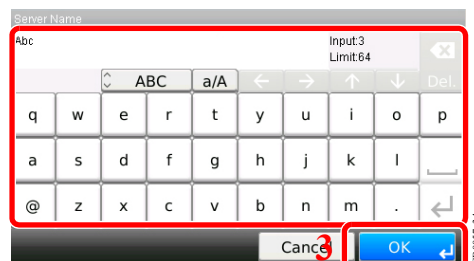 Server Name
Abc
Input:3
Limit:64
ABC a/A ← → ↑ ↓ Del.
q w e r t y u i o p
a s d f g h j k l
@ z x c v b n m .
Cancel 3 OK